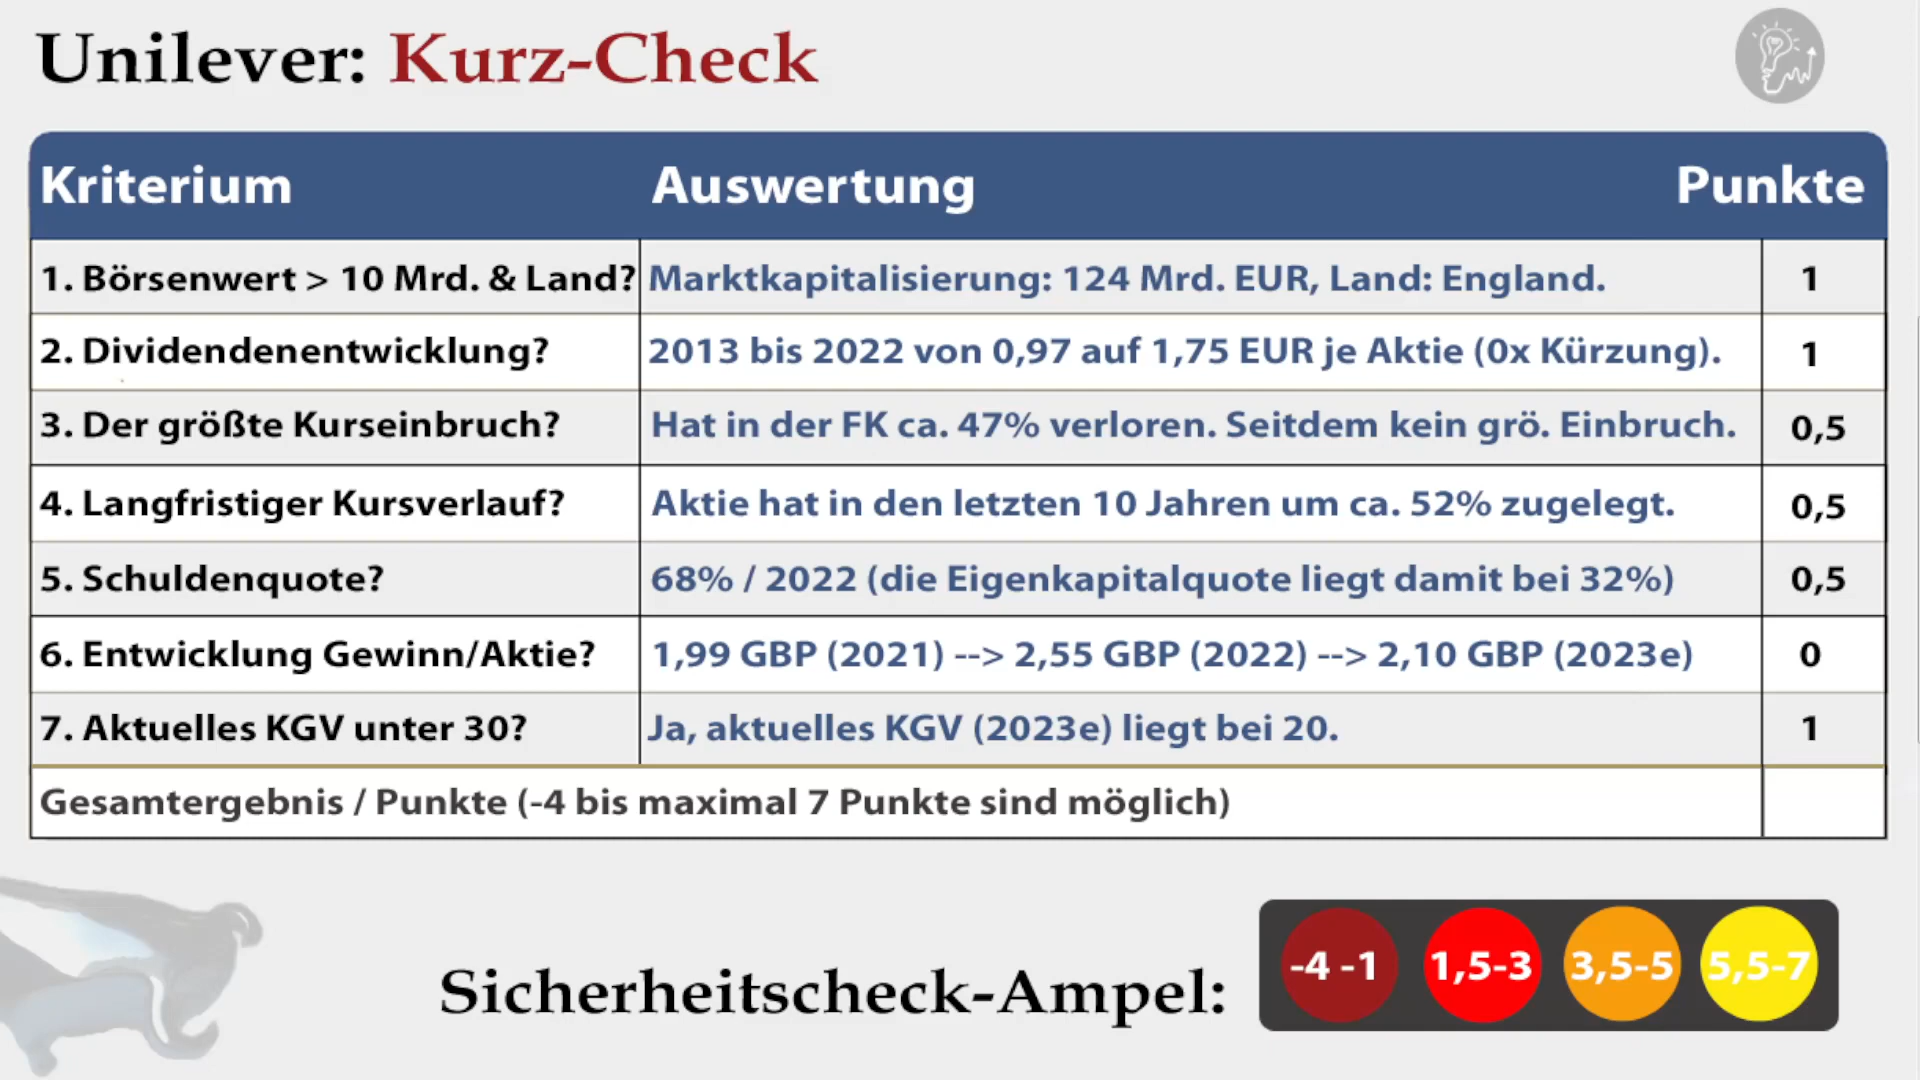 Unilever: Kurz-Check
Kriterium Auswertung Punkte
1. Börsenwert > 10 Mrd. & Land? Marktkapitalisierung: 124 Mrd. EUR, Land: England. 1
2. Dividendenentwicklung? 2013 bis 2022 von 0,97 auf 1,75 EUR je Aktie (0x Kürzung). 1
3. Der größte Kurseinbruch? Hat in der FK ca. 47% verloren. Seitdem kein grö. Einbruch. 0,5
4. Langfristiger Kursverlauf? Aktie hat in den letzten 10 Jahren um ca. 52% zugelegt. 0,5
5. Schuldenquote? 68% / 2022 (die Eigenkapitalquote liegt damit bei 32%) 0,5
6. Entwicklung Gewinn/Aktie? 1,99 GBP (2021) --> 2,55 GBP (2022) --> 2,10 GBP (2023e) 0
7. Aktuelles KGV unter 30? Ja, aktuelles KGV (2023e) liegt bei 20. 1
Gesamtergebnis / Punkte (-4 bis maximal 7 Punkte sind möglich)
Sicherheitscheck-Ampel: -4 -1 1,5-3 3,5-5 5,5-7